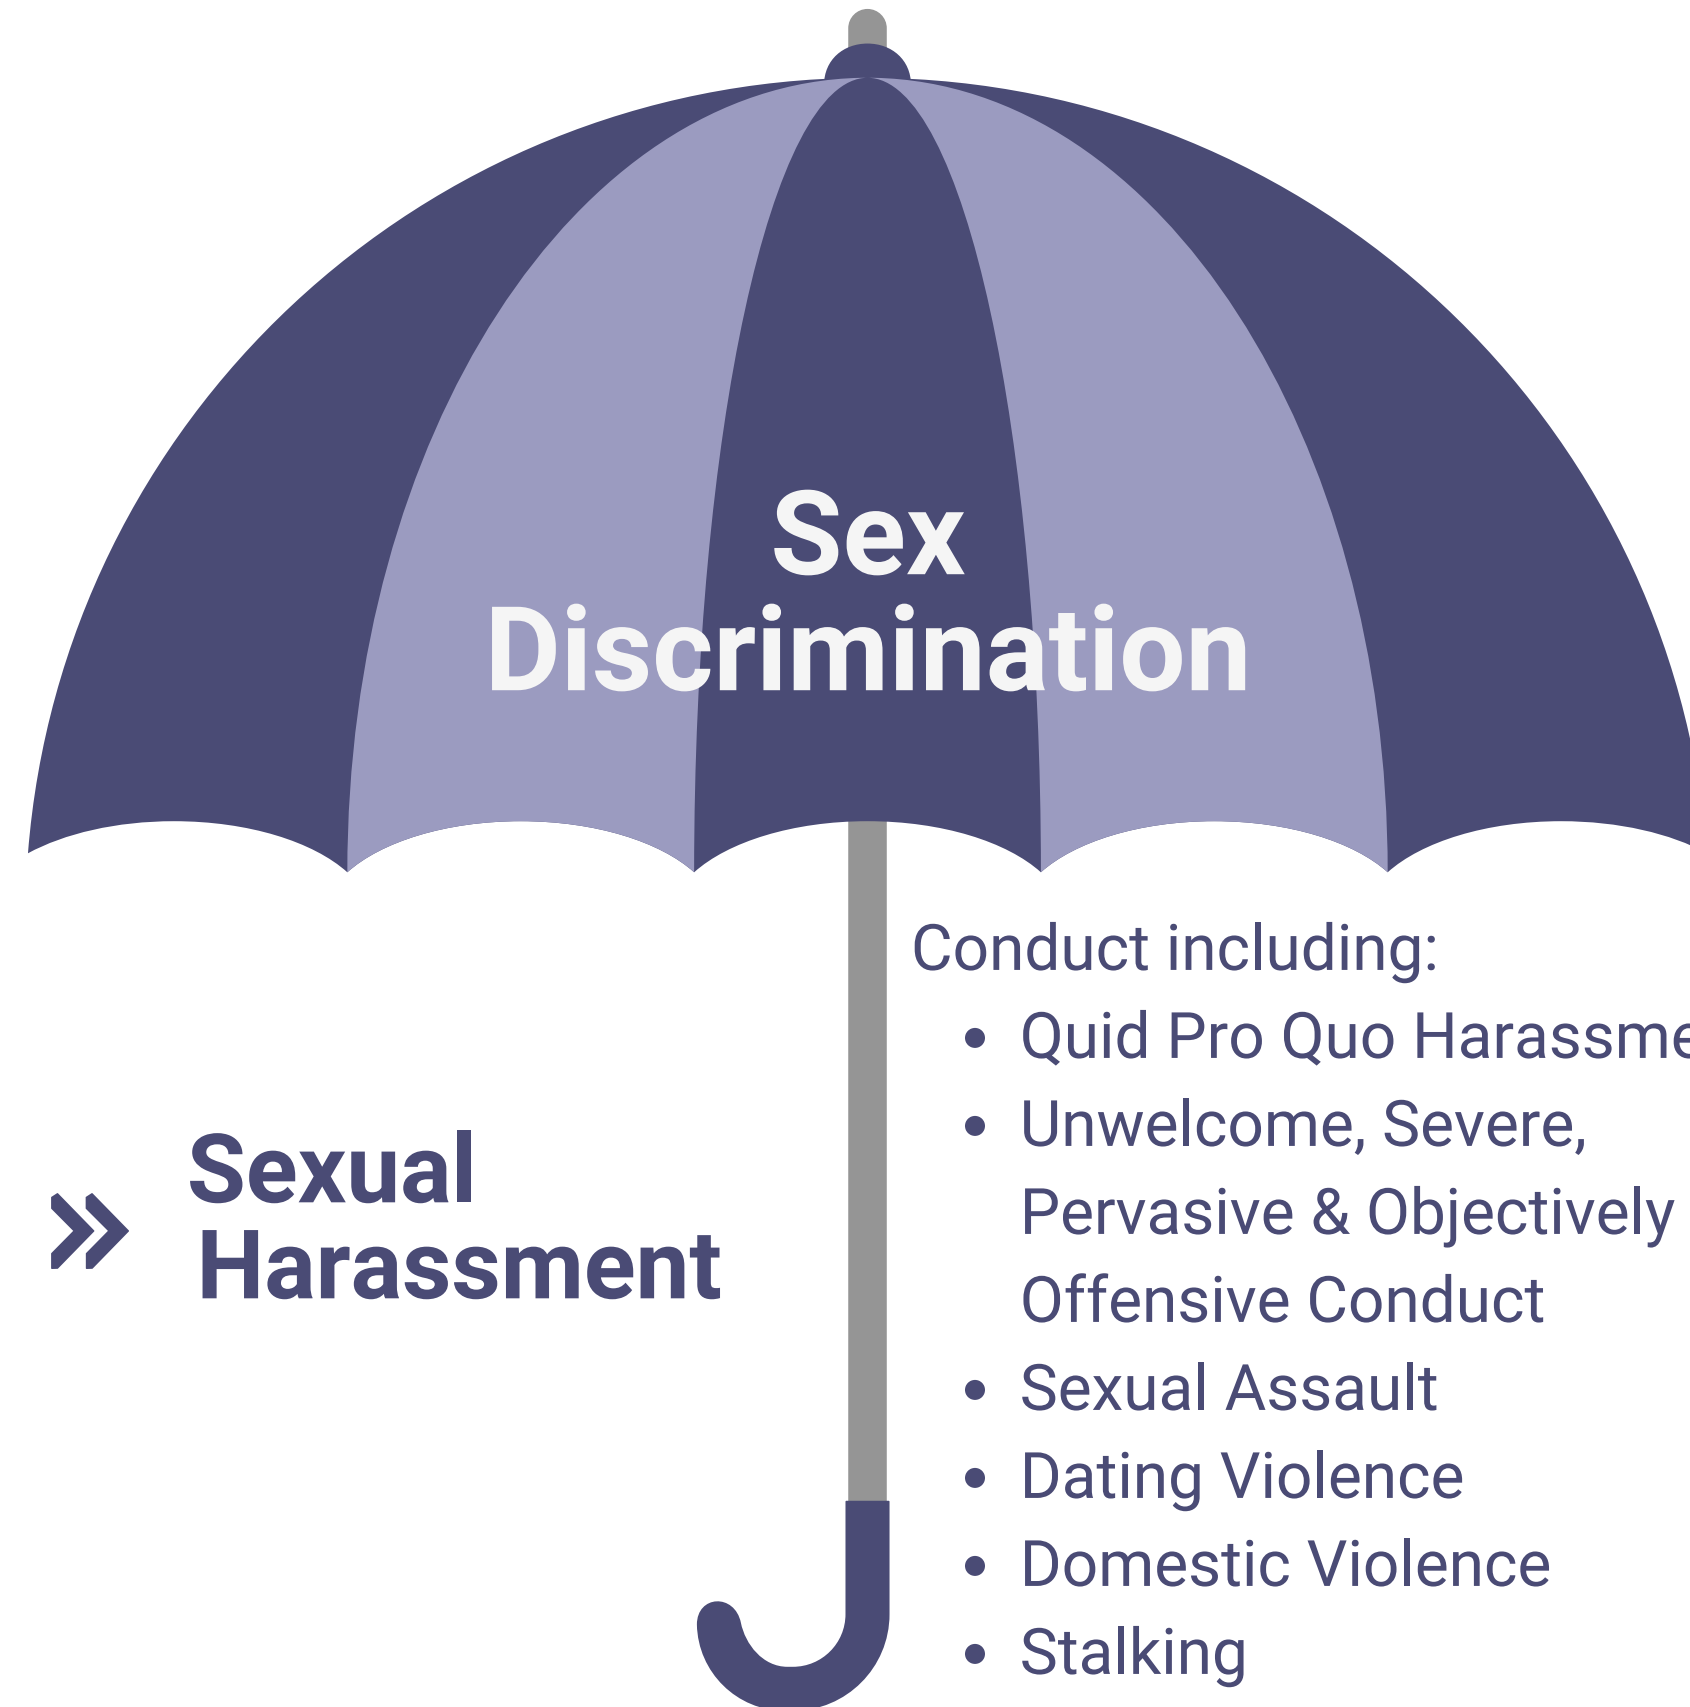 Sex
Discrimination
Sexual
Harassment
Conduct including:
• Quid Pro Quo
• Unwelcome, Severe,
Pervasive & Objectively
Offensive Conduct
• Sexual Assault
• Dating Violence
• Domestic Violence
• Stalking